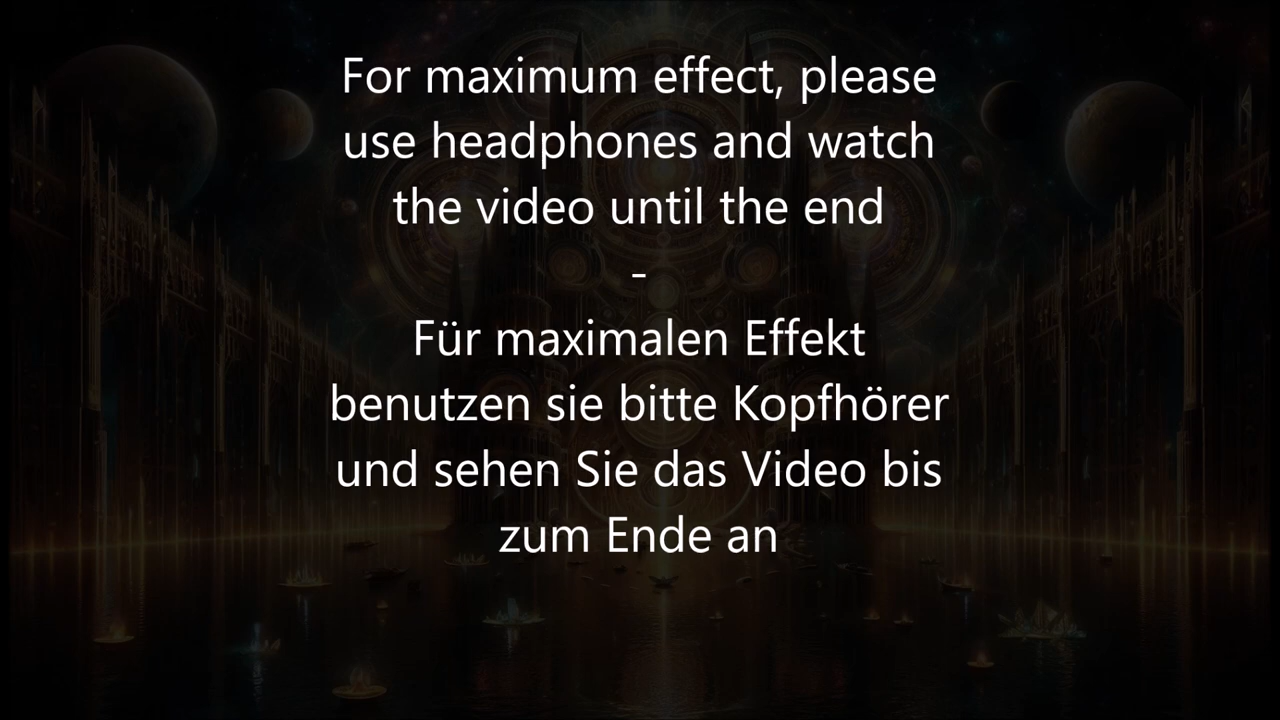 For maximum effect, please
use headphones and watch
the video until the end
-
Für maximalen Effekt
benutzen sie bitte Kopfhörer
und sehen Sie das Video bis
zum Ende an